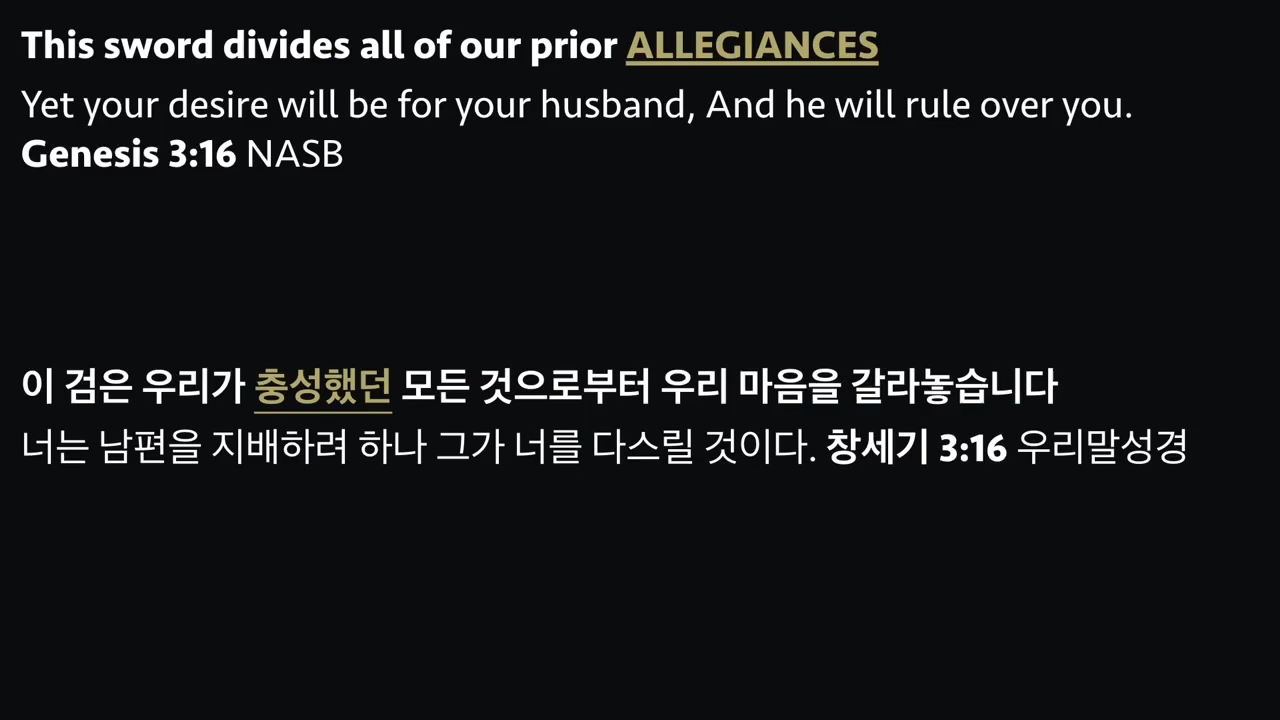 This sword divides all of our prior ALLEGIANCES
Yet your desire will be for your husband, And he will rule over you.
Genesis 3:16 NASB
이 검은 우리가 충성했던 모든 것으로부터 우리 마음을 갈라놓습니다
너는 남편을 지배하려 하나 그가 너를 다스릴 것이다. 창세기 3:16 우리말성경